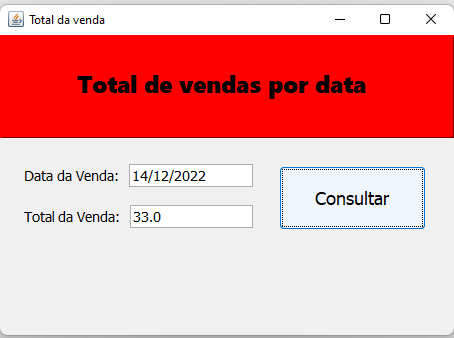 Total da venda
Total de vendas por data
Data da Venda: 14/12/2022
Consultar
Total da Venda: 33.0